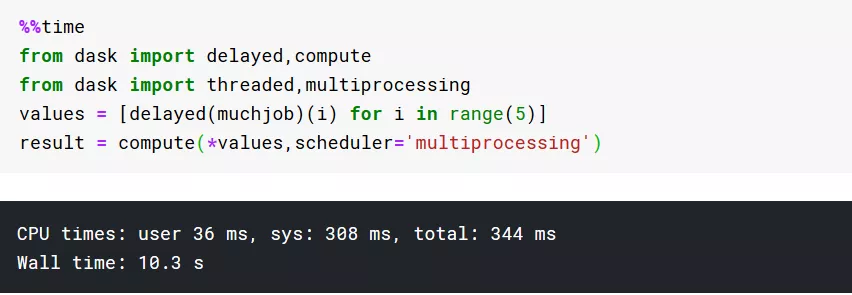 %%time
from dask import delayed,compute
from dask import threaded,multiprocessing
values = [delayed(muchjob)(i) for i in range(5)]
result = compute(*values,scheduler='multiprocessing')
CPU times: user 36 ms, sys: 308 ms, total: 344 ms
Wall time: 10.3 s